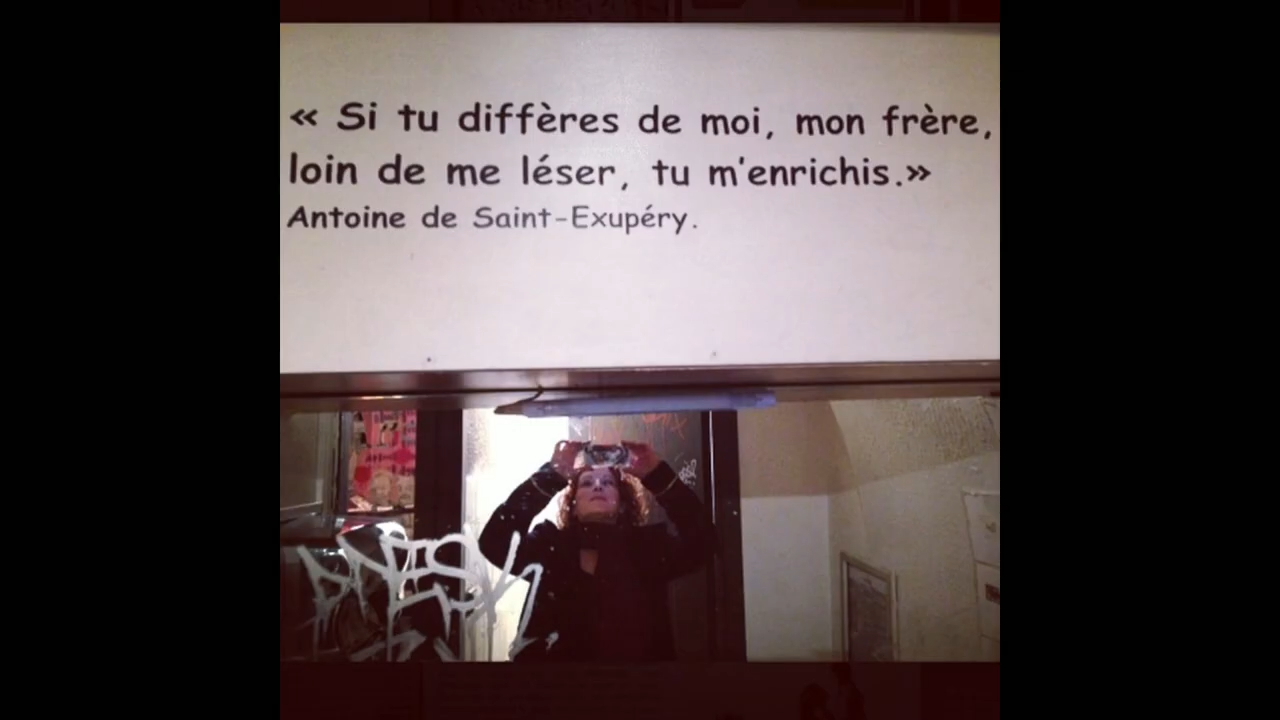 « Si tu diffères de moi, mon frère,
loin de me léser, tu m'enrichis.»
Antoine de Saint-Exupéry.